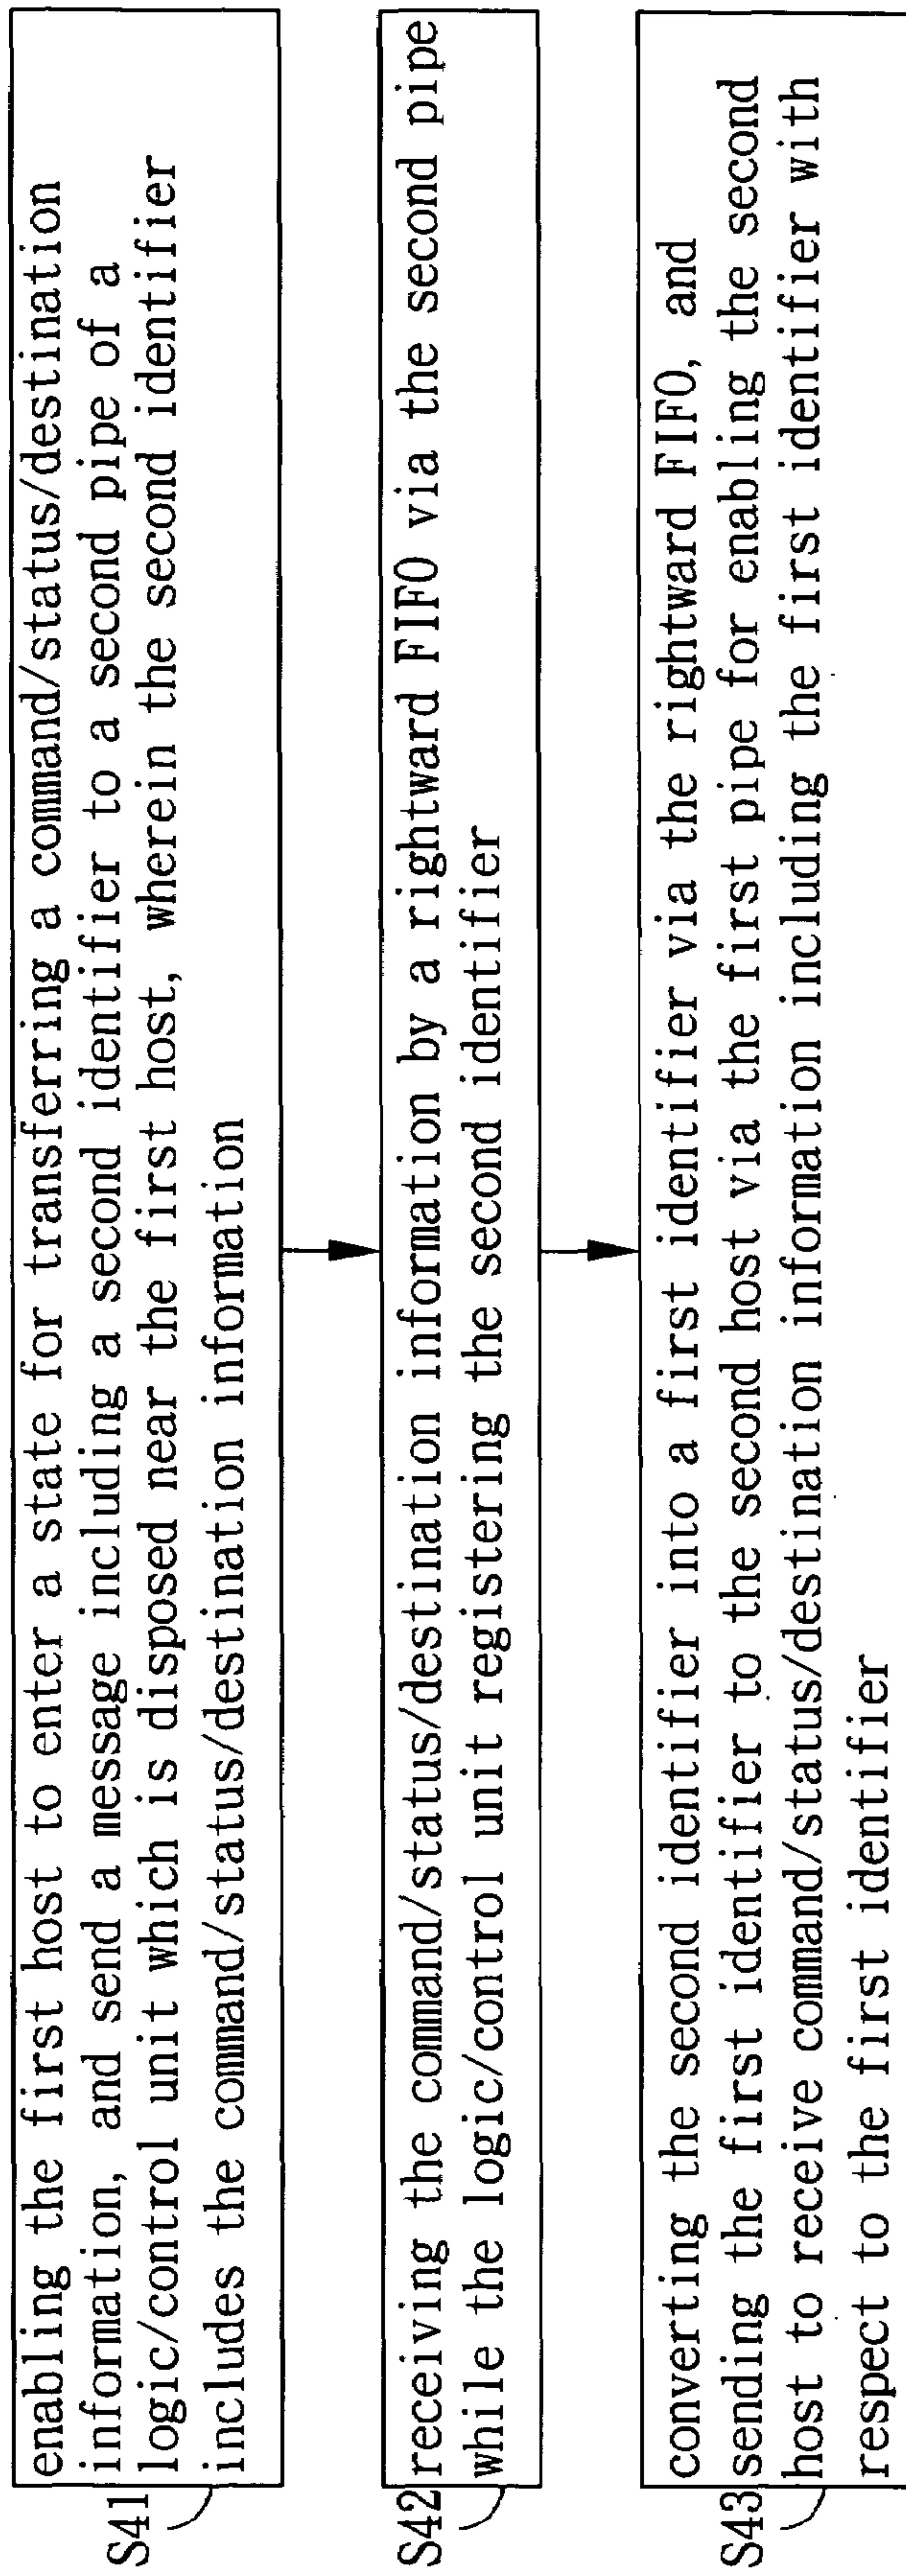 S41
enabling the first host to enter a state for transferring a command/status/destination
information, and send a message including a second identifier to a second pipe of a
logic/control unit which is disposed near the first host, wherein the second identifier
includes the command/status/destination information
S42
receiving the command/status/destination information by a rightward FIFO via the second pipe
while the logic/control unit registering the second identifier
S43
converting the second identifier into a first identifier via the rightward FIFO, and
sending the first identifier to the second host via the first pipe for enabling the second
host to receive command/status/destination information including the first identifier with
respect to the first identifier